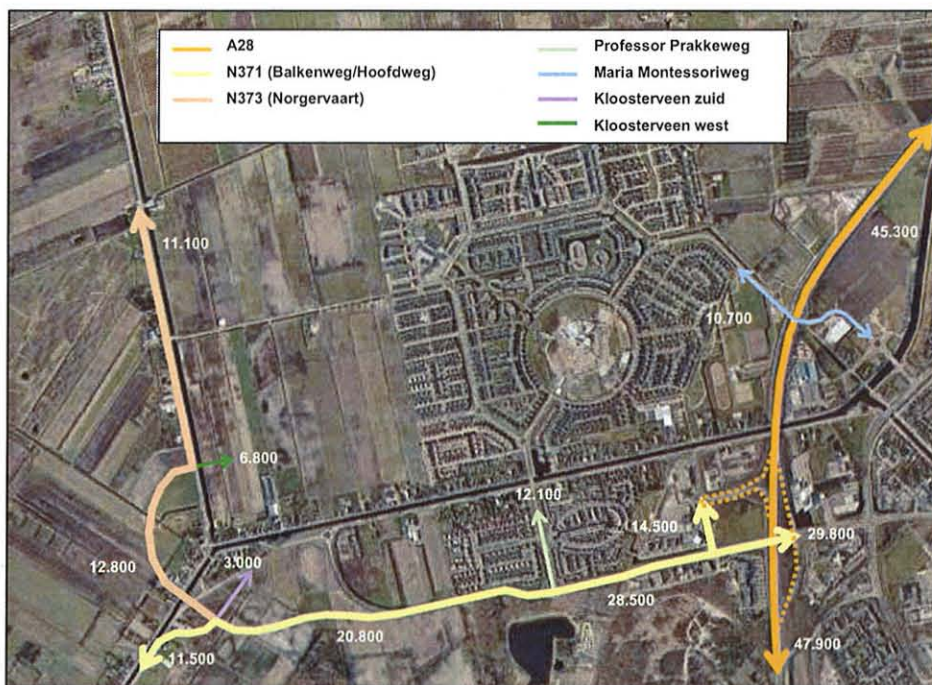 A28
N371 (Balkenweg/Hoofdweg)
N373 (Norgervaart)
Professor Prakkeweg
Maria Montessoriweg
Kloosterveen zuid
Kloosterveen west
11.100
45.300
10.700
6.800
12.100
14.500
29.800
3.000
12.800
28.500
20.800
11.500
47.900